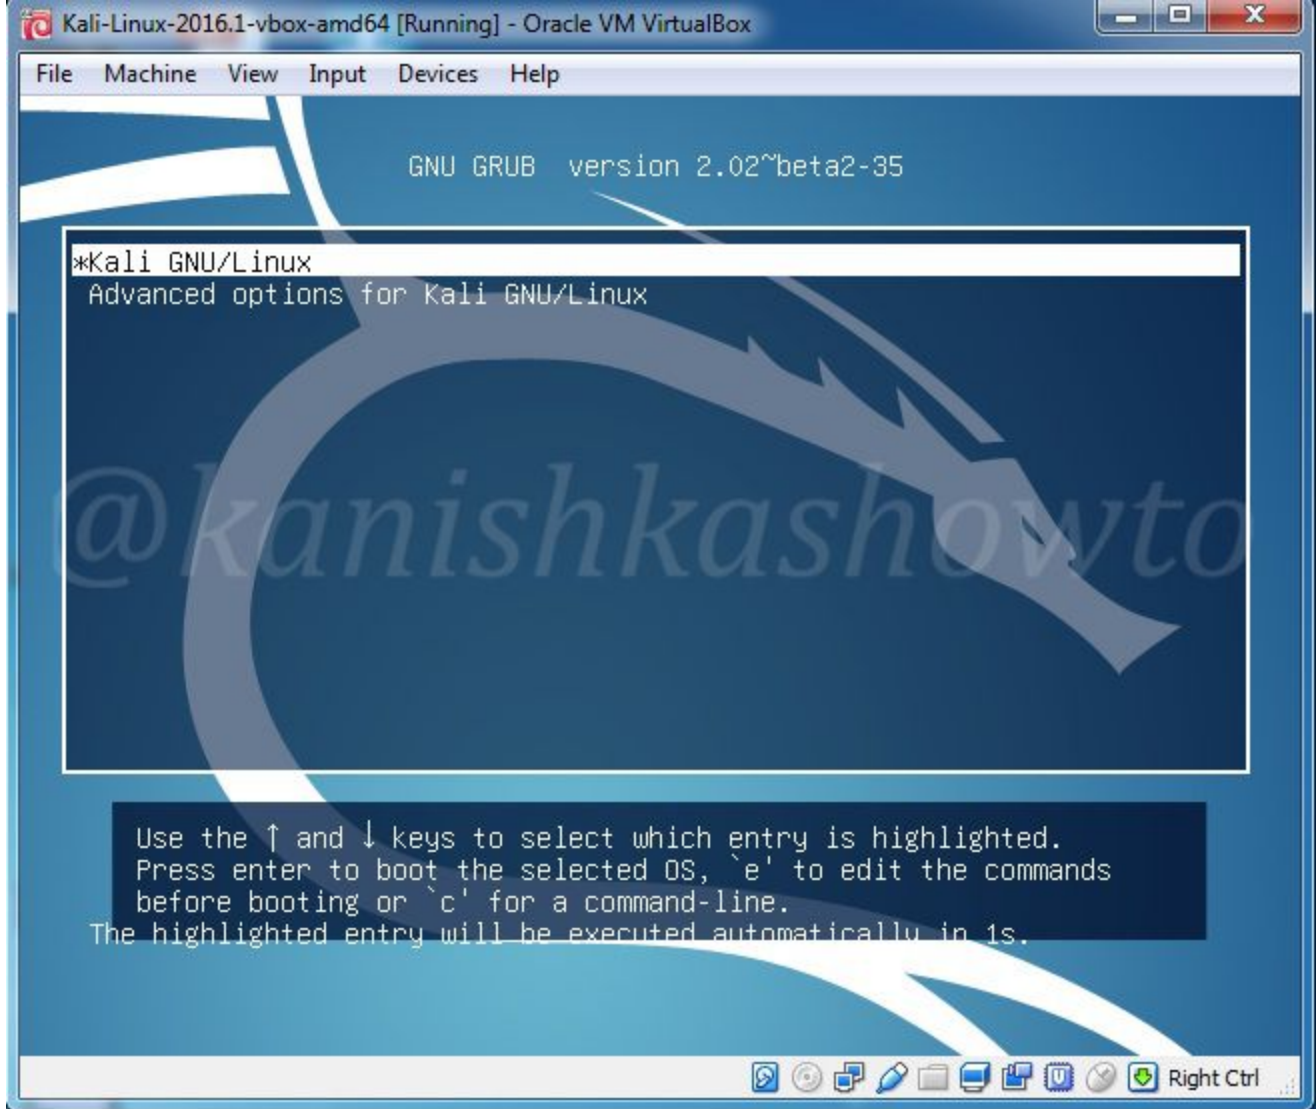 Kali-Linux-2016.1-vbox-amd64 [Running] - Oracle VM VirtualBox
File Machine View Input Devices Help
GNU GRUB version 2.02~beta2-35
*Kali GNU/Linux
Advanced options for Kali GNU/Linux
@kanishkashowto
Use the ↑ and ↓ keys to select which entry is highlighted.
Press enter to boot the selected OS, `e' to edit the commands
before booting or `c' for a command-line.
The highlighted entry will be executed automatically in 1s.
Right Ctrl